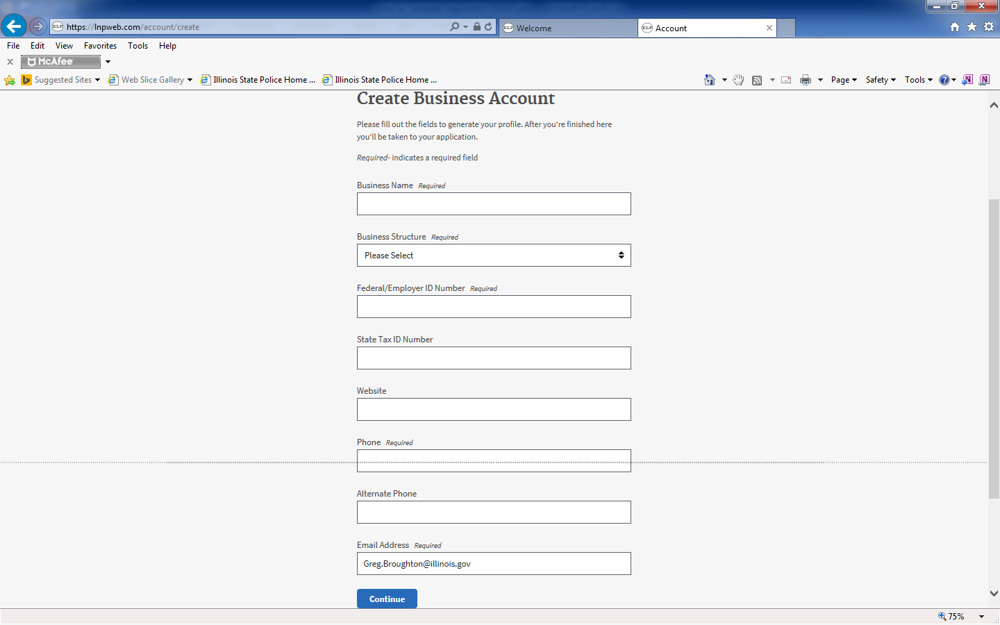 https://lnpweb.com/account/create
ELP Welcome
ELP Account
File Edit View Favorites Tools Help
McAfee
Suggested Sites Web Slice Gallery Illinois State Police Home ... Illinois State Police Home ...
Page Safety Tools
Create Business Account
Please fill out the fields to generate your profile. After you're finished here
you'll be taken to your application.
Required- indicates a required field
Business Name Required
Business Structure Required
Please Select
Federal/Employer ID Number Required
State Tax ID Number
Website
Phone Required
Alternate Phone
Email Address Required
Greg.Broughton@illinois.gov
Continue
75%